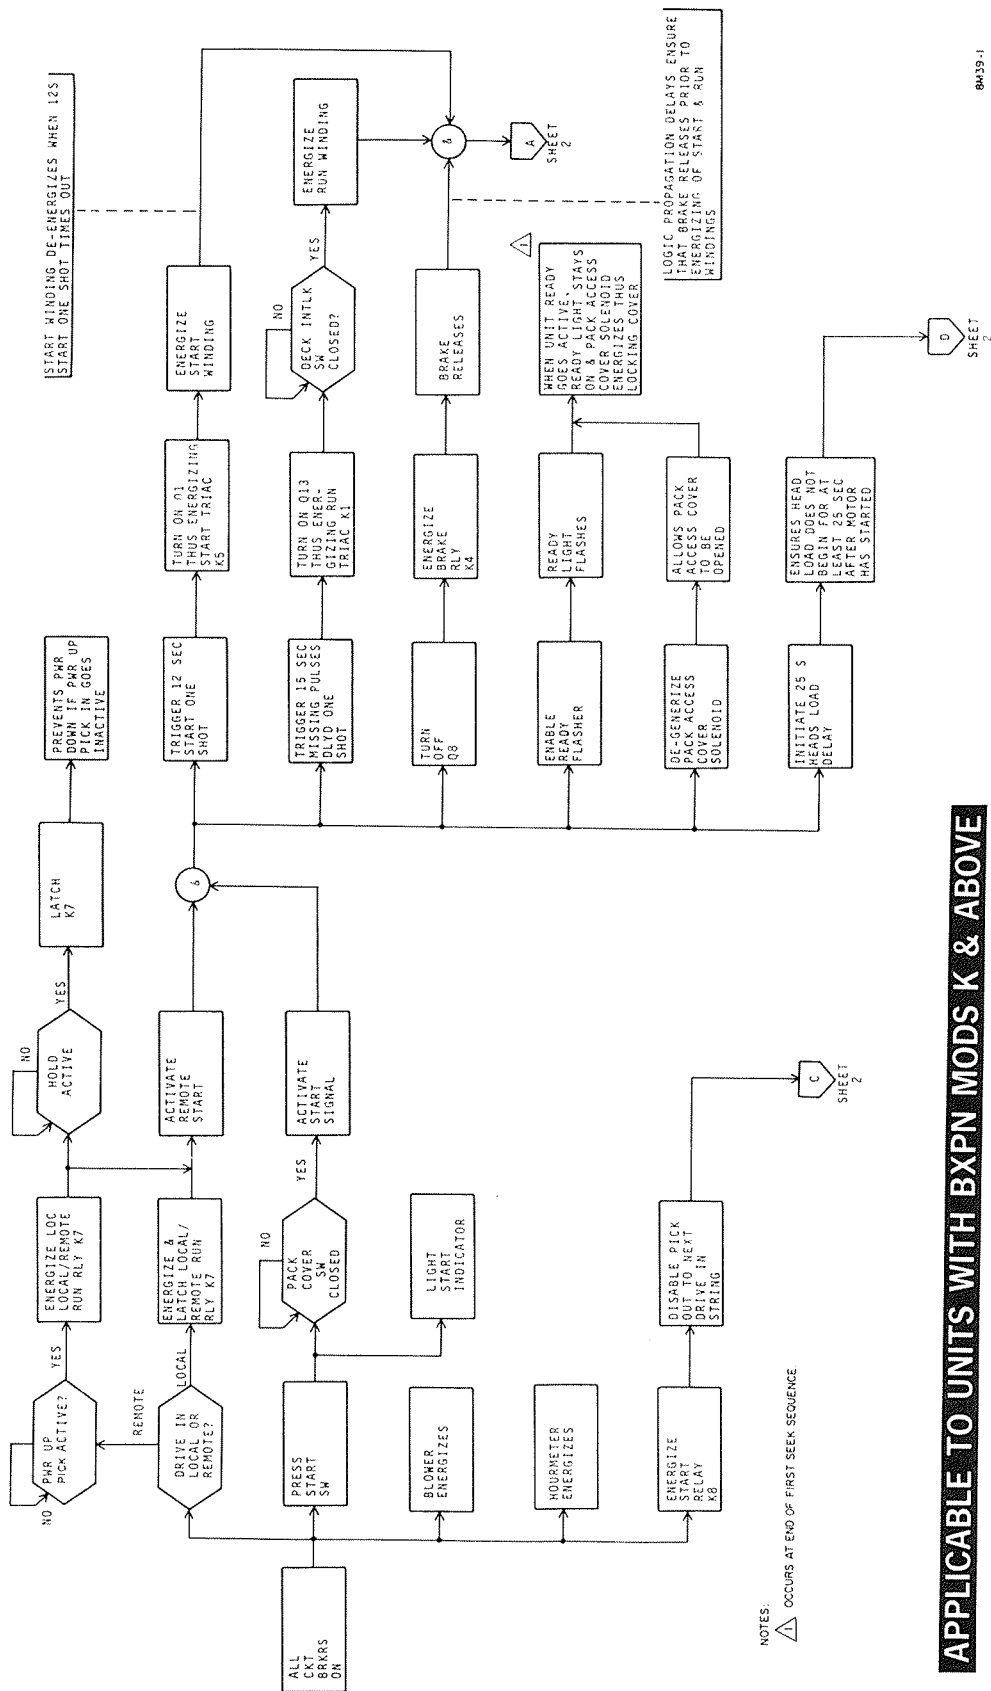 START WINDING DE-ENERGIZES WHEN 12S
START ONE SHOT TIMES OUT
PWR UP
PICK ACTIVE?
NO
YES
ENERGIZE LOC
LOCAL/REMOTE
RUN RLY K7
HOLD
ACTIVE
NO
YES
LATCH
K7
PREVENTS PWR
DOWN IF PWR UP
PICK IN GOES
INACTIVE
REMOTE
DRIVE IN
LOCAL OR
REMOTE?
LOCAL
ENERGIZE &
LATCH LOCAL/
REMOTE RUN
RLY K7
ACTIVATE
REMOTE
START
&
TRIGGER 12 SEC
START ONE
SHOT
TURN ON Q1
THUS ENERGIZING
START TRIAC
K5
ENERGIZE
START
WINDING
ALL
CKT
BRKRS
ON
PRESS
START
SW
PACK
COVER
SW
CLOSED
NO
YES
ACTIVATE
START
SIGNAL
TRIGGER 15 SEC
MISSING PULSES
DLYD ONE
SHOT
TURN ON Q13
THUS ENER-
GIZING RUN
TRIAC K1
DECK INTLK
SW
CLOSED?
NO
YES
ENERGIZE
RUN WINDING
BLOWER
ENERGIZES
LIGHT
START
INDICATOR
TURN
OFF
Q8
ENERGIZE
BRAKE
RLY
K4
BRAKE
RELEASES
&
A
SHEET
2
HOURMETER
ENERGIZES
ENABLE
READY
FLASHER
READY
LIGHT
FLASHES
1
WHEN UNIT READY
GOES ACTIVE,
READY LIGHT STAYS
ON & PACK ACCESS
COVER SOLENOID
ENERGIZES THUS
LOCKING COVER
LOGIC PROPAGATION DELAYS ENSURE
THAT BRAKE RELEASES PRIOR TO
ENERGIZING OF START & RUN
WINDINGS
ENERGIZE
START
RELAY
K8
DISABLE PICK
OUT TO NEXT
DRIVE IN
STRING
DE-GENERIZE
PACK ACCESS
COVER
SOLENOID
ALLOWS PACK
ACCESS COVER
TO BE
OPENED
C
SHEET
2
INITIATE 25 S
HEADS LOAD
DELAY
ENSURES HEAD
LOAD DOES NOT
BEGIN FOR AT
LEAST 25 SEC
AFTER MOTOR
HAS STARTED
D
SHEET
2
NOTES:
1 OCCURS AT END OF FIRST SEEK SEQUENCE.
8M39-1
APPLICABLE TO UNITS WITH BXPN MODS K & ABOVE